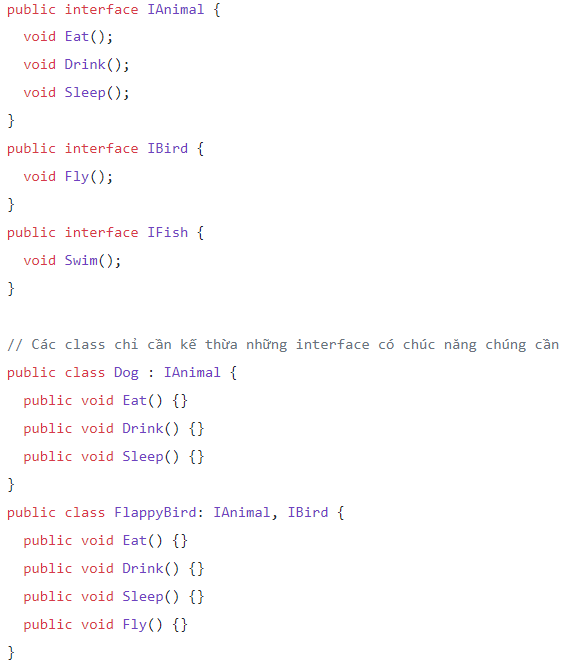 public interface IAnimal {
  void Eat();
  void Drink();
  void Sleep();
}
public interface IBird {
  void Fly();
}
public interface IFish {
  void Swim();
}

// Các class chỉ cần kế thừa những interface có chúc năng chúng cần
public class Dog : IAnimal {
  public void Eat() {}
  public void Drink() {}
  public void Sleep() {}
}
public class FlappyBird: IAnimal, IBird {
  public void Eat() {}
  public void Drink() {}
  public void Sleep() {}
  public void Fly() {}
}